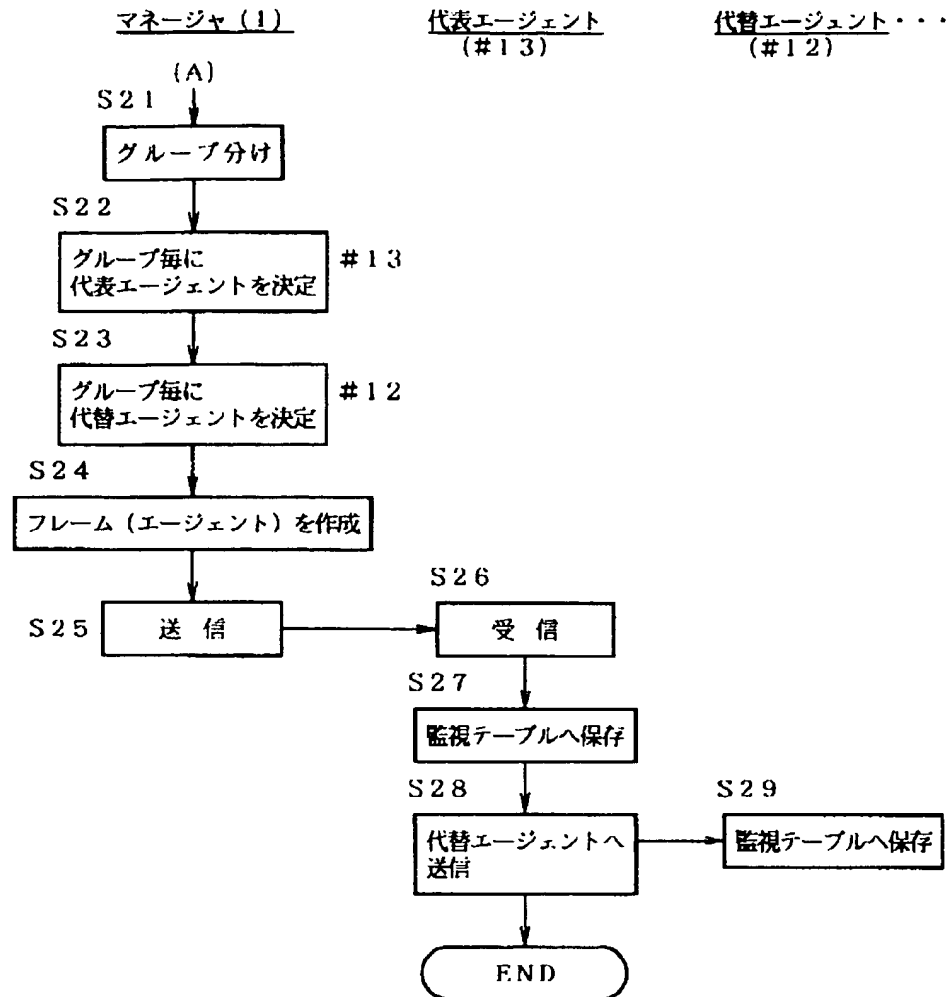 マネージャ(1)
代表エージェント
(#13)
代替エージェント・・・
(#12)
(A)
S21
グループ分け
S22
グループ毎に
代表エージェントを決定
#13
S23
グループ毎に
代替エージェントを決定
#12
S24
フレーム(エージェント)を作成
S25
送信
S26
受信
S27
監視テーブルへ保存
S28
代替エージェントへ
送信
S29
監視テーブルへ保存
END